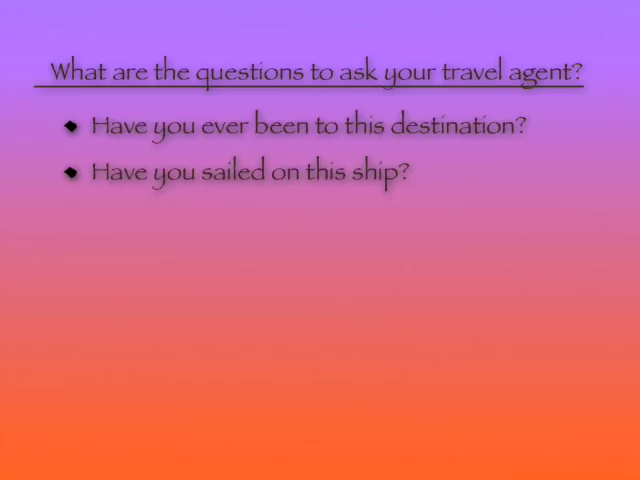 What are the questions to ask your travel agent?
Have you ever been to this destination?
Have you sailed on this ship?